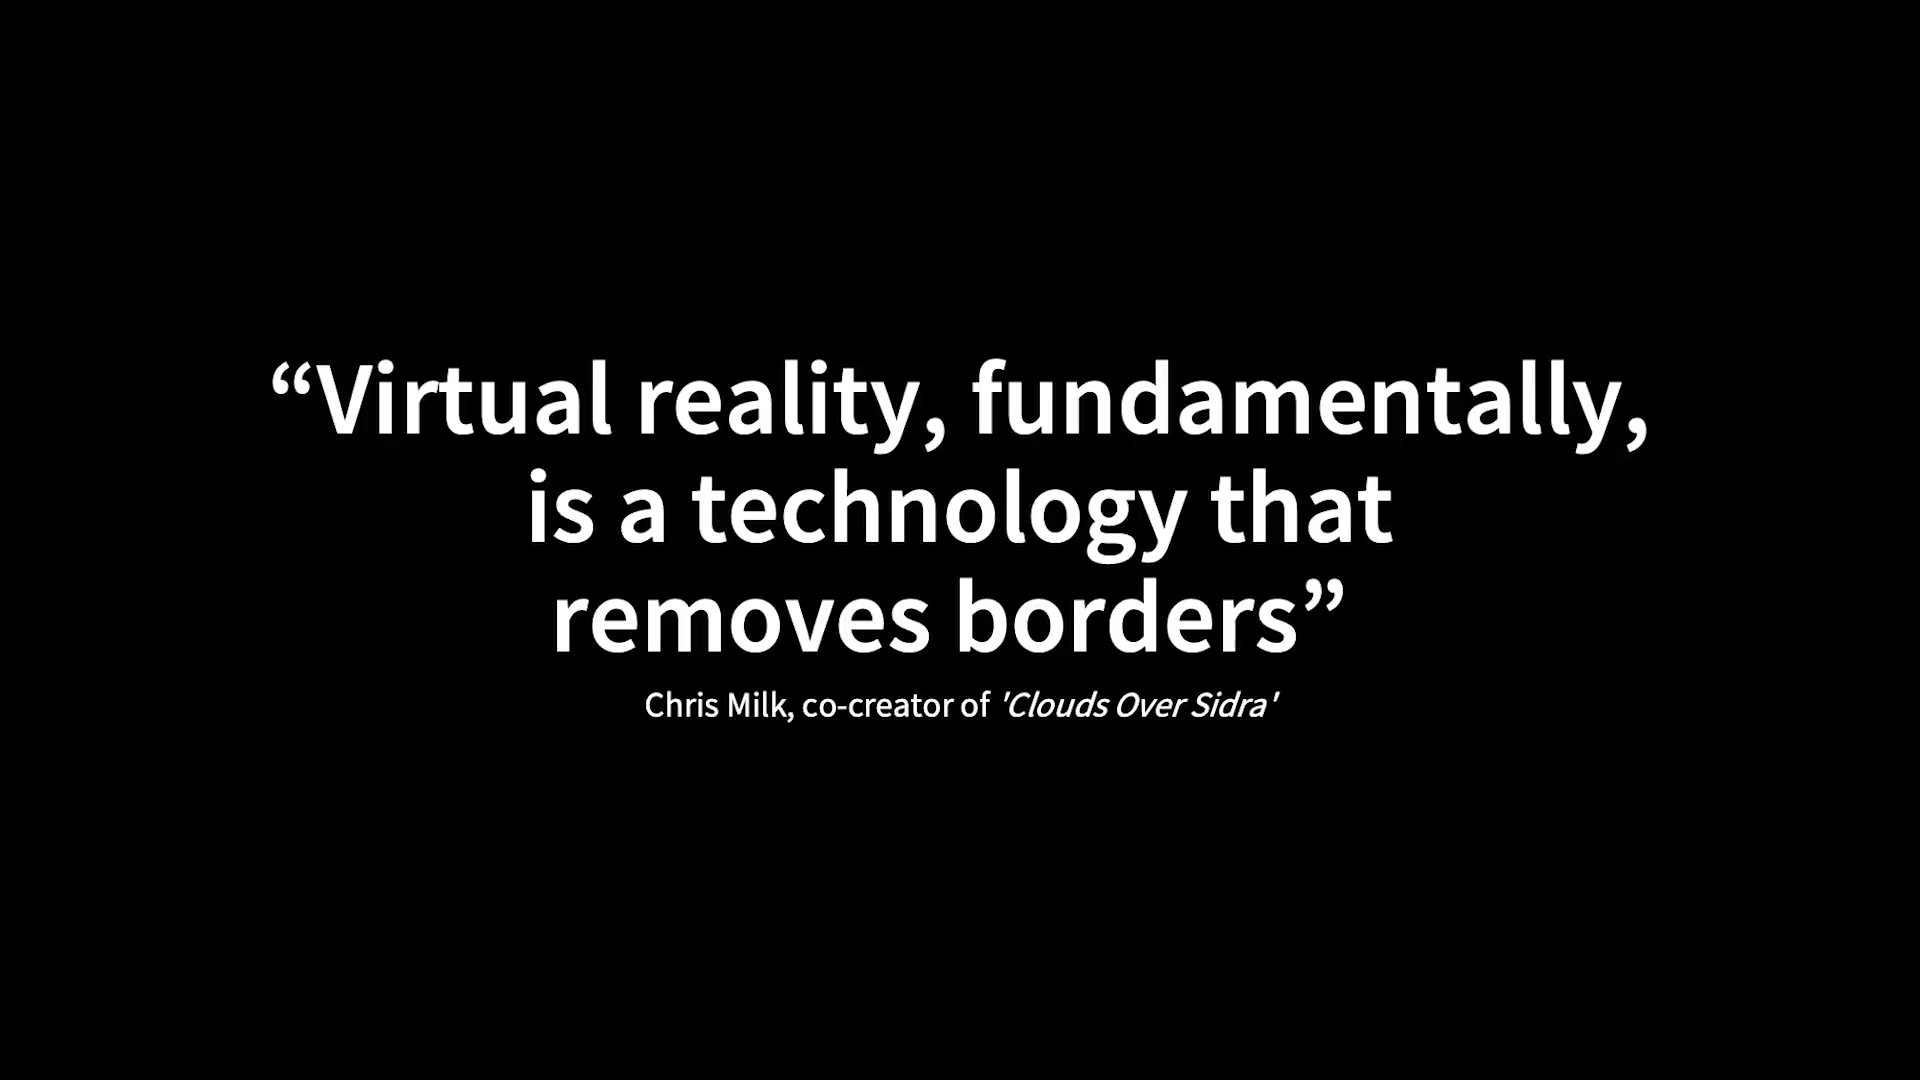 “Virtual reality, fundamentally,
is a technology that
removes borders”
Chris Milk, co-creator of 'Clouds Over Sidra'